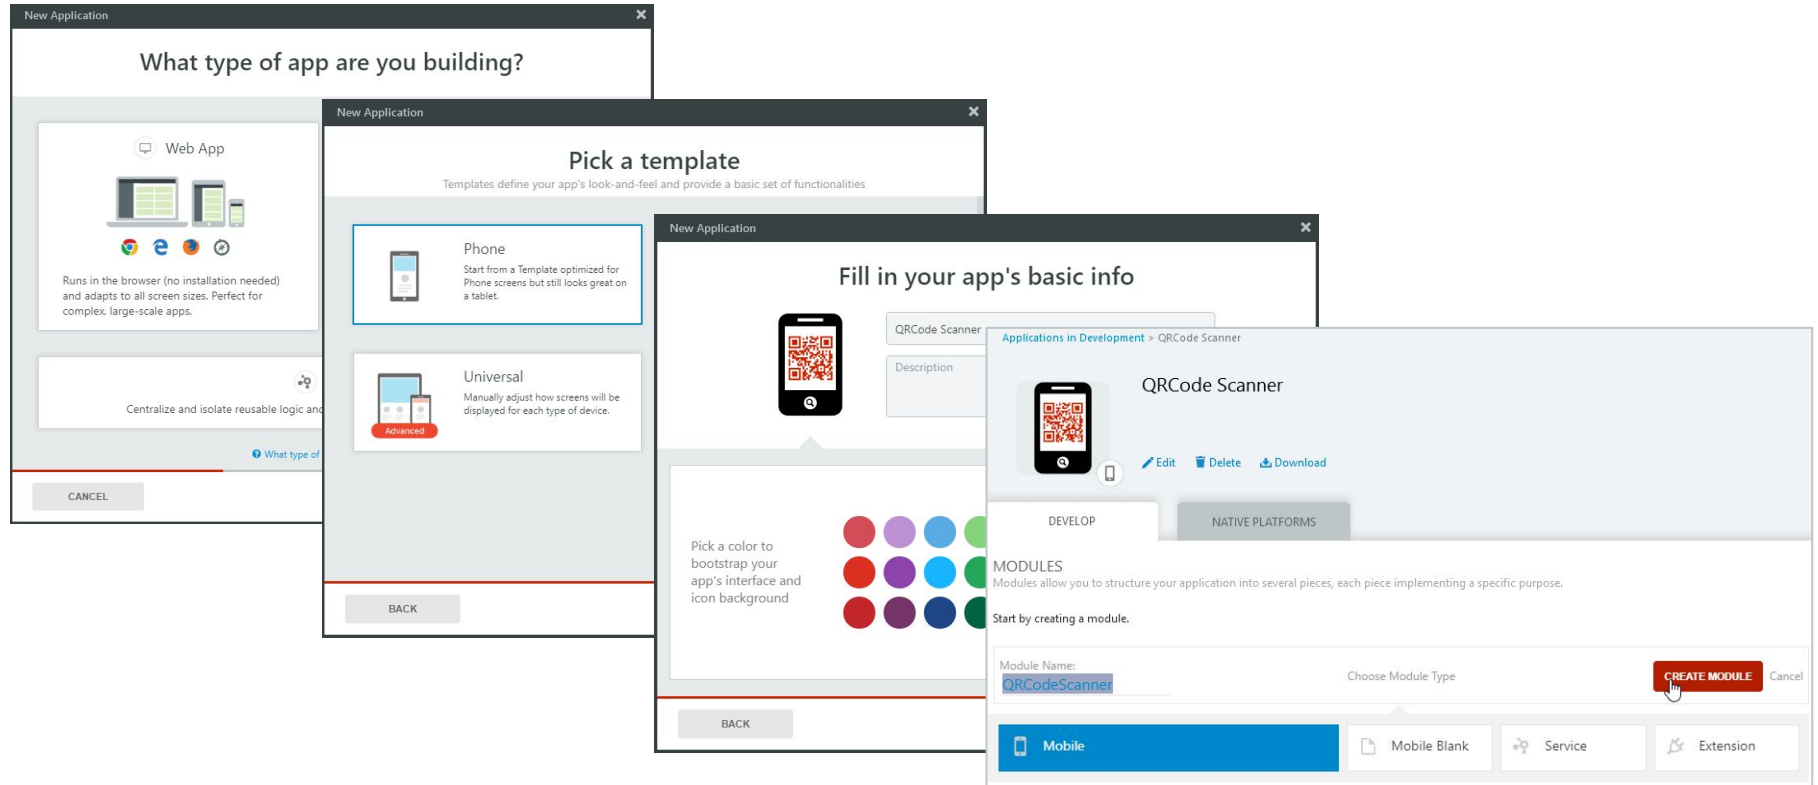 New Application
What type of app are you building?
Web App
Runs in the browser (no installation needed)
and adapts to all screen sizes. Perfect for
complex, large-scale apps.
Centralize and isolate reusable logic and
What type of
CANCEL
New Application
Pick a template
Templates define your app's look-and-feel and provide a basic set of functionalities
Phone
Start from a Template optimized for
Phone screens but still looks great on
a tablet.
Universal
Manually adjust how screens will be
displayed for each type of device.
Advanced
BACK
New Application
Fill in your app's basic info
QRCode Scanner
Description
Pick a color to
bootstrap your
app's interface and
icon background
BACK
Applications in Development > QRCode Scanner
QRCode Scanner
Edit Delete Download
DEVELOP NATIVE PLATFORMS
MODULES
Modules allow you to structure your application into several pieces, each piece implementing a specific purpose.
Start by creating a module.
Module Name:
QRCodeScanner
Choose Module Type
CREATE MODULE Cancel
Mobile Mobile Blank Service Extension